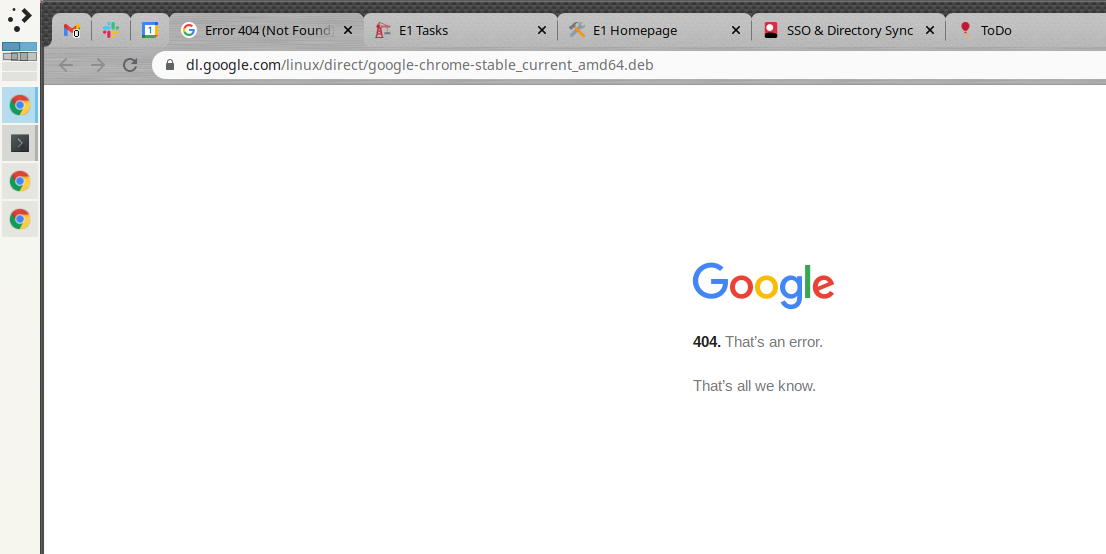 0
1
Error 404 (Not Found)
E1 Tasks
E1 Homepage
SSO & Directory Sync
ToDo
dl.google.com/linux/direct/google-chrome-stable_current_amd64.deb
Google
404. That’s an error.
That’s all we know.